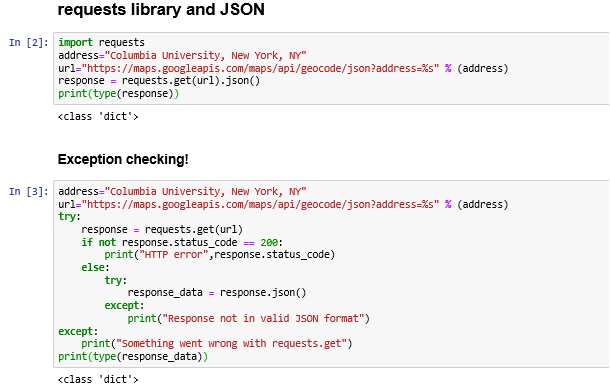 requests library and JSON
In [2]: import requests
address="Columbia University, New York, NY"
url="https://maps.googleapis.com/maps/api/geocode/json?address=%s" % (address)
response = requests.get(url).json()
print(type(response))
<class 'dict'>
Exception checking!
In [3]: address="Columbia University, New York, NY"
url="https://maps.googleapis.com/maps/api/geocode/json?address=%s" % (address)
try:
    response = requests.get(url)
    if not response.status_code == 200:
        print("HTTP error",response.status_code)
    else:
        try:
            response_data = response.json()
        except:
            print("Response not in valid JSON format")
except:
    print("Something went wrong with requests.get")
print(type(response_data))
<class 'dict'>